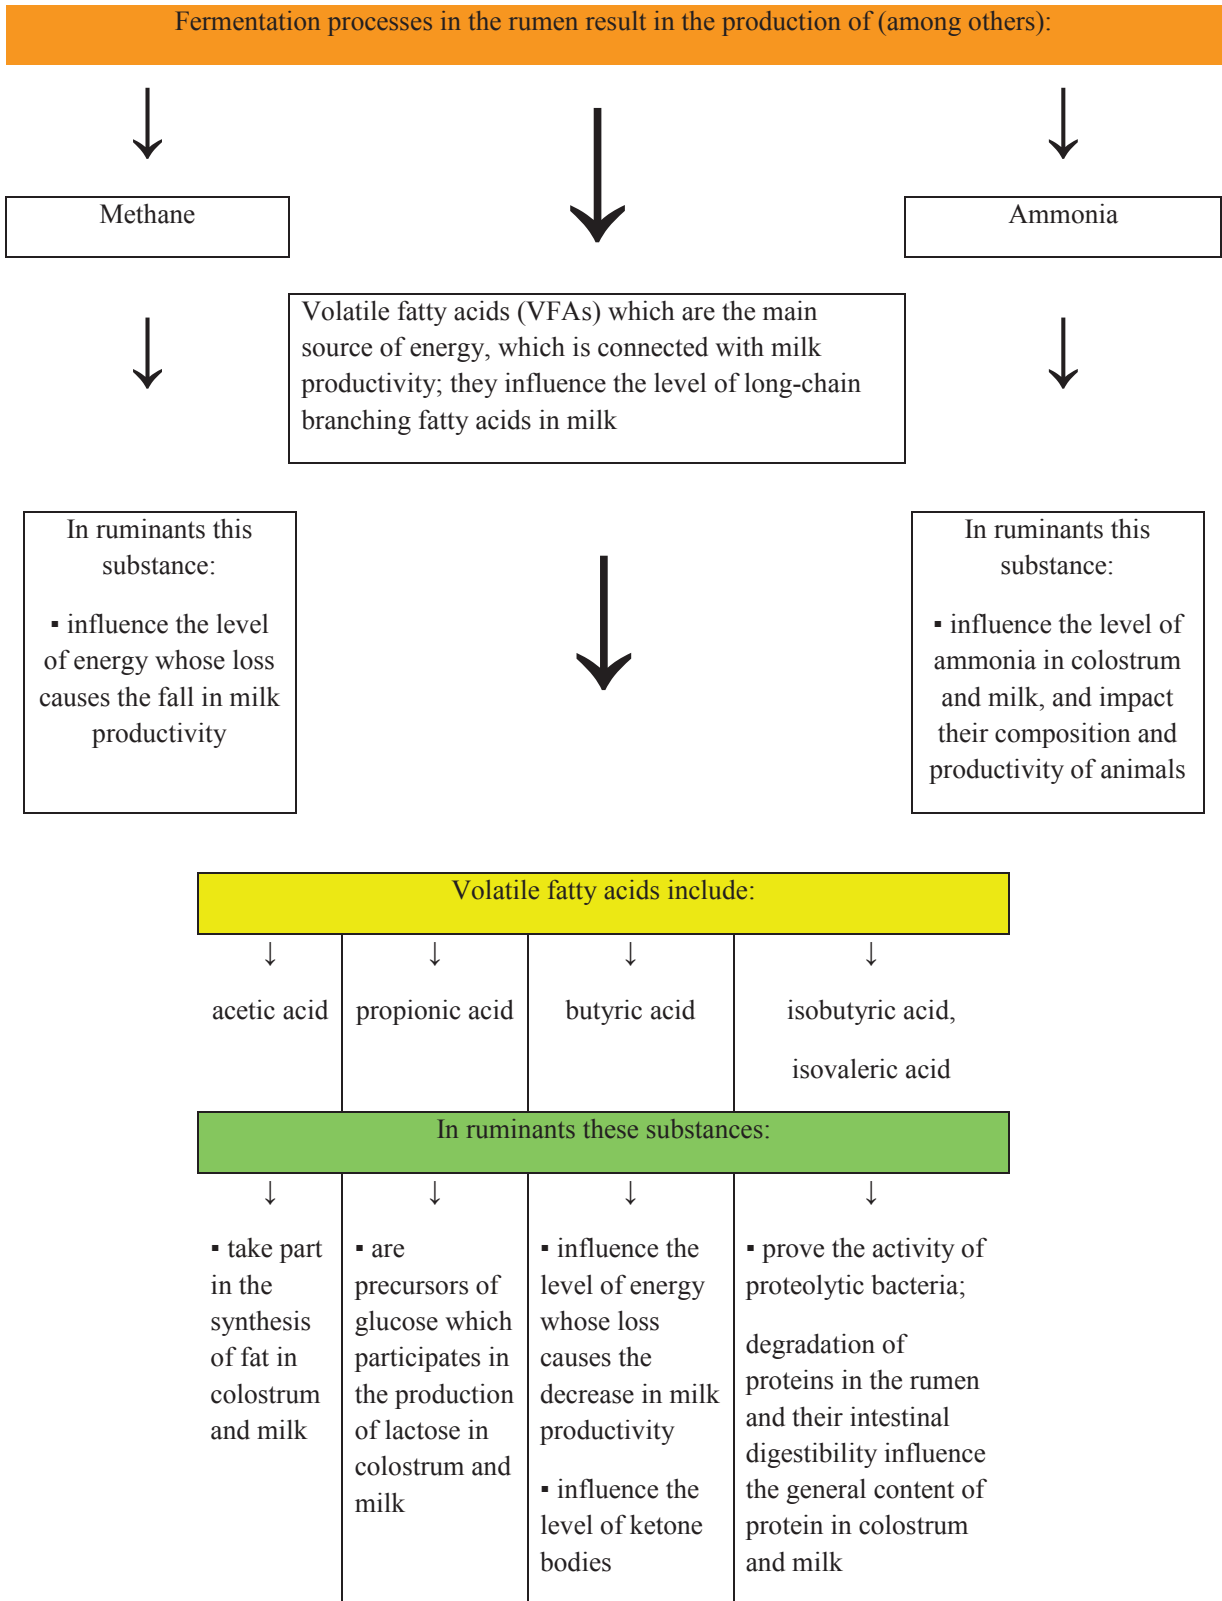 Fermentation processes in the rumen result in the production of (among others):
↓
↓
↓
Methane
Ammonia
↓
↓
Volatile fatty acids (VFAs) which are the main
source of energy, which is connected with milk
productivity; they influence the level of long-chain
branching fatty acids in milk
In ruminants this
substance:
▪ influence the level
of energy whose loss
causes the fall in milk
productivity
↓
In ruminants this
substance:
▪ influence the level of
ammonia in colostrum
and milk, and impact
their composition and
productivity of animals
Volatile fatty acids include:
↓
↓
↓
↓
acetic acid
propionic acid
butyric acid
isobutyric acid,
isovaleric acid
In ruminants these substances:
↓
↓
↓
↓
▪ take part
in the
synthesis
of fat in
colostrum
and milk
▪ are
precursors of
glucose which
participates in
the production
of lactose in
colostrum and
milk
▪ influence the
level of energy
whose loss
causes the
decrease in milk
productivity
▪ influence the
level of ketone
bodies
▪ prove the activity of
proteolytic bacteria;
degradation of
proteins in the rumen
and their intestinal
digestibility influence
the general content of
protein in colostrum
and milk